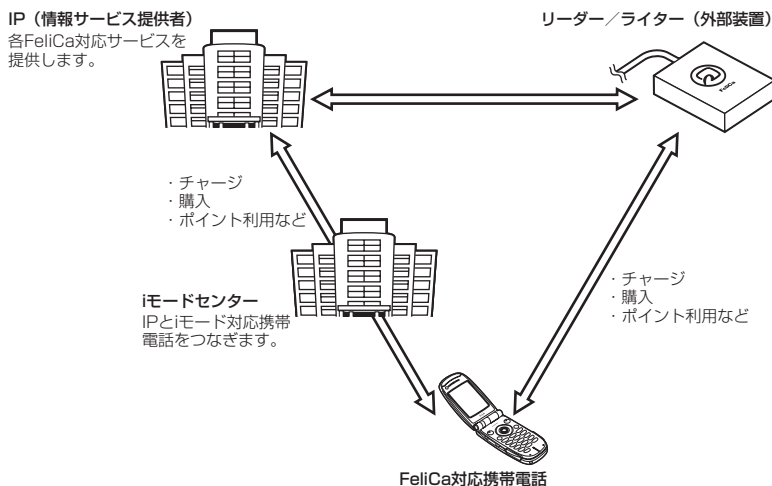 IP（情報サービス提供者）
各FeliCa対応サービスを
提供します。
リーダー／ライター（外部装置）
FeliCa
・チャージ
・購入
・ポイント利用など
iモードセンター
IPとiモード対応携帯
電話をつなぎます。
・チャージ
・購入
・ポイント利用など
FeliCa対応携帯電話